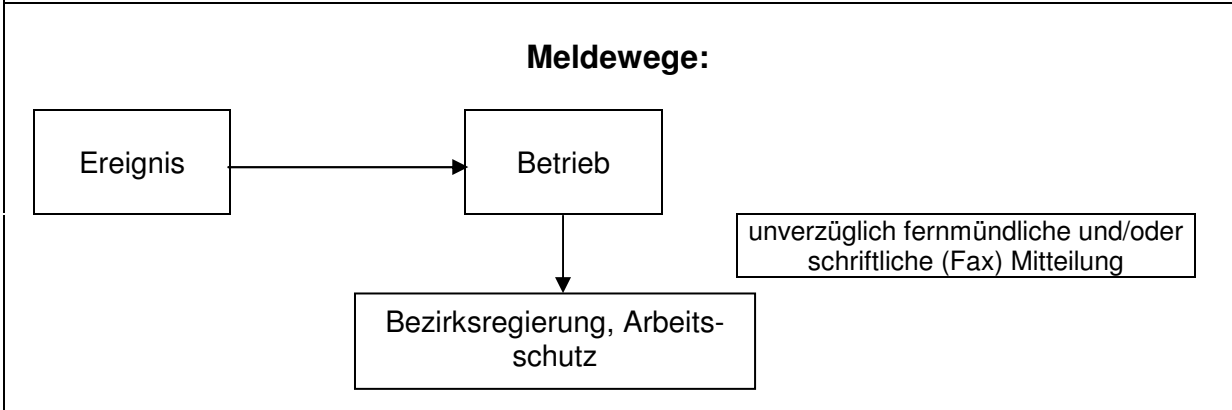 Meldewege:
Ereignis
Betrieb
unverzüglich fernmündliche und/oder
schriftliche (Fax) Mitteilung
Bezirksregierung, Arbeits-
schutz